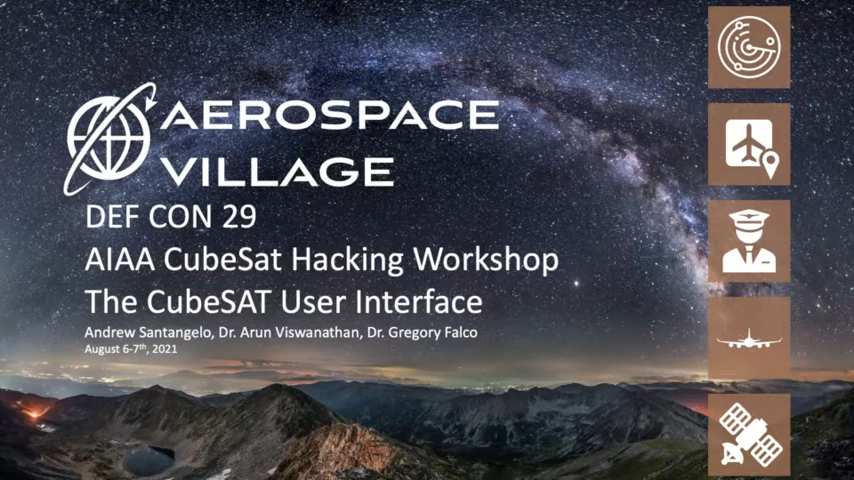 AEROSPACE
VILLAGE
DEF CON 29
AIAA CubeSat Hacking Workshop
The CubeSAT User Interface
Andrew Santangelo, Dr. Arun Viswanathan, Dr. Gregory Falco
August 6-7th, 2021